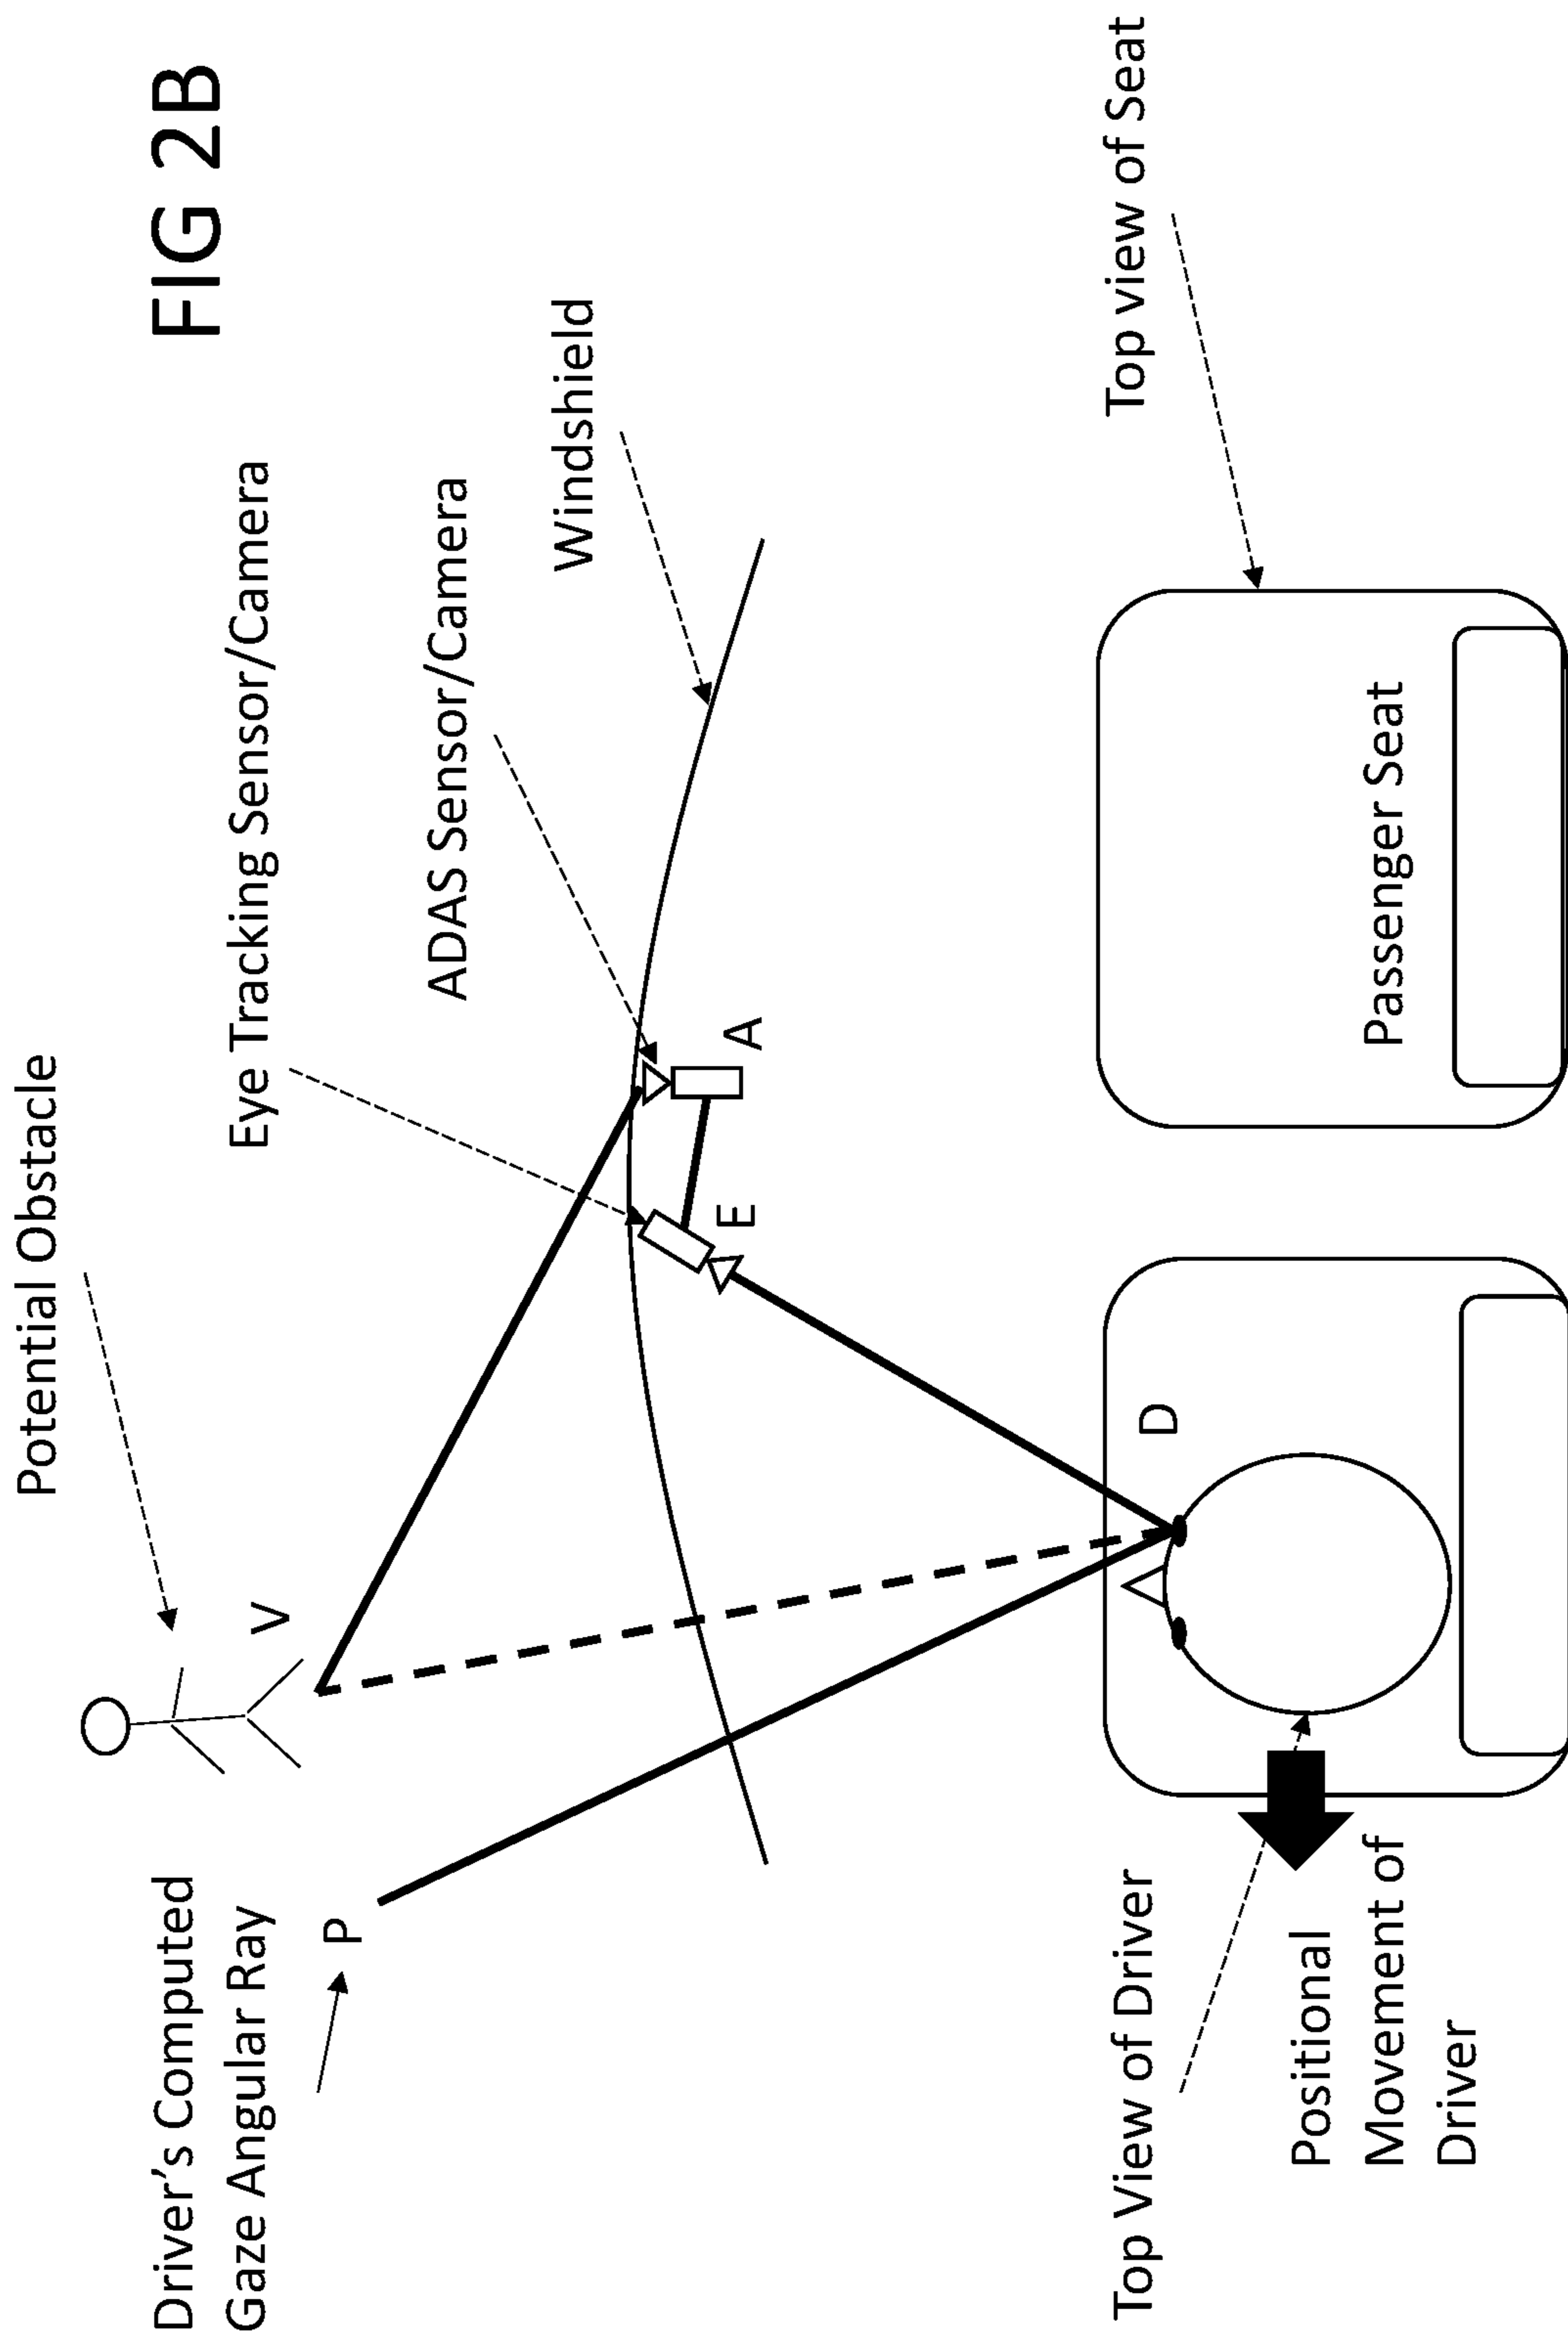 FIG 2B
Potential Obstacle
Eye Tracking Sensor/Camera
ADAS Sensor/Camera
Windshield
Driver's Computed
Gaze Angular Ray
P
V
E
A
D
Top view of Seat
Top View of Driver
Positional
Movement of
Driver
Passenger Seat